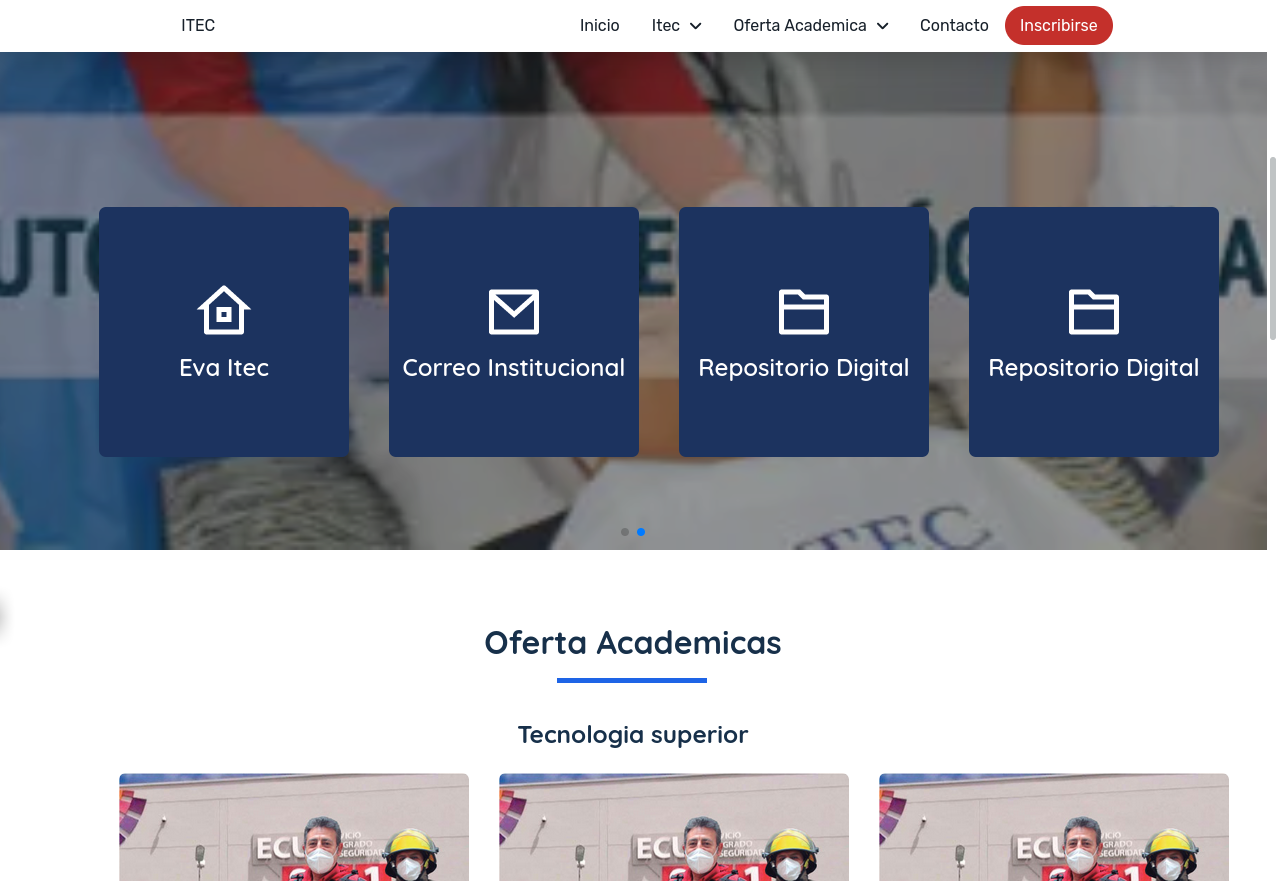 ITEC
Inicio
Itec
Oferta Academica
Contacto
Inscribirse
Eva Itec
Correo Institucional
Repositorio Digital
Repositorio Digital
Oferta Academicas
Tecnologia superior